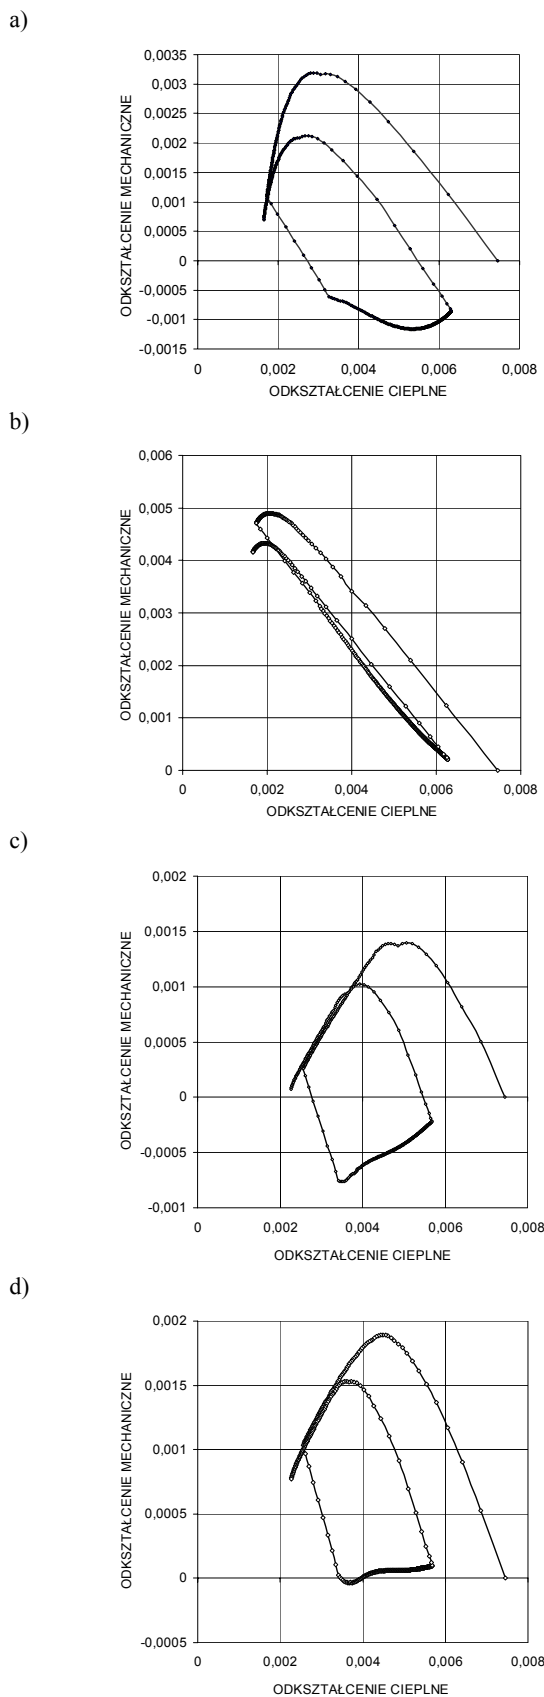 a)
0,0035
0,003
0,0025
0,002
0,0015
0,001
0,0005
0
-0,0005
-0,001
-0,0015
ODKSZTAŁCENIE MECHANICZNE
0 0,002 0,004 0,006 0,008
ODKSZTAŁCENIE CIEPLNE
b)
0,006
0,005
0,004
0,003
0,002
0,001
0
ODKSZTAŁCENIE MECHANICZNE
0 0,002 0,004 0,006 0,008
ODKSZTAŁCENIE CIEPLNE
c)
0,002
0,0015
0,001
0,0005
0
-0,0005
-0,001
ODKSZTAŁCENIE MECHANICZNE
0 0,002 0,004 0,006 0,008
ODKSZTAŁCENIE CIEPLNE
d)
0,002
0,0015
0,001
0,0005
0
-0,0005
ODKSZTAŁCENIE MECHANICZNE
0 0,002 0,004 0,006 0,008
ODKSZTAŁCENIE CIEPLNE